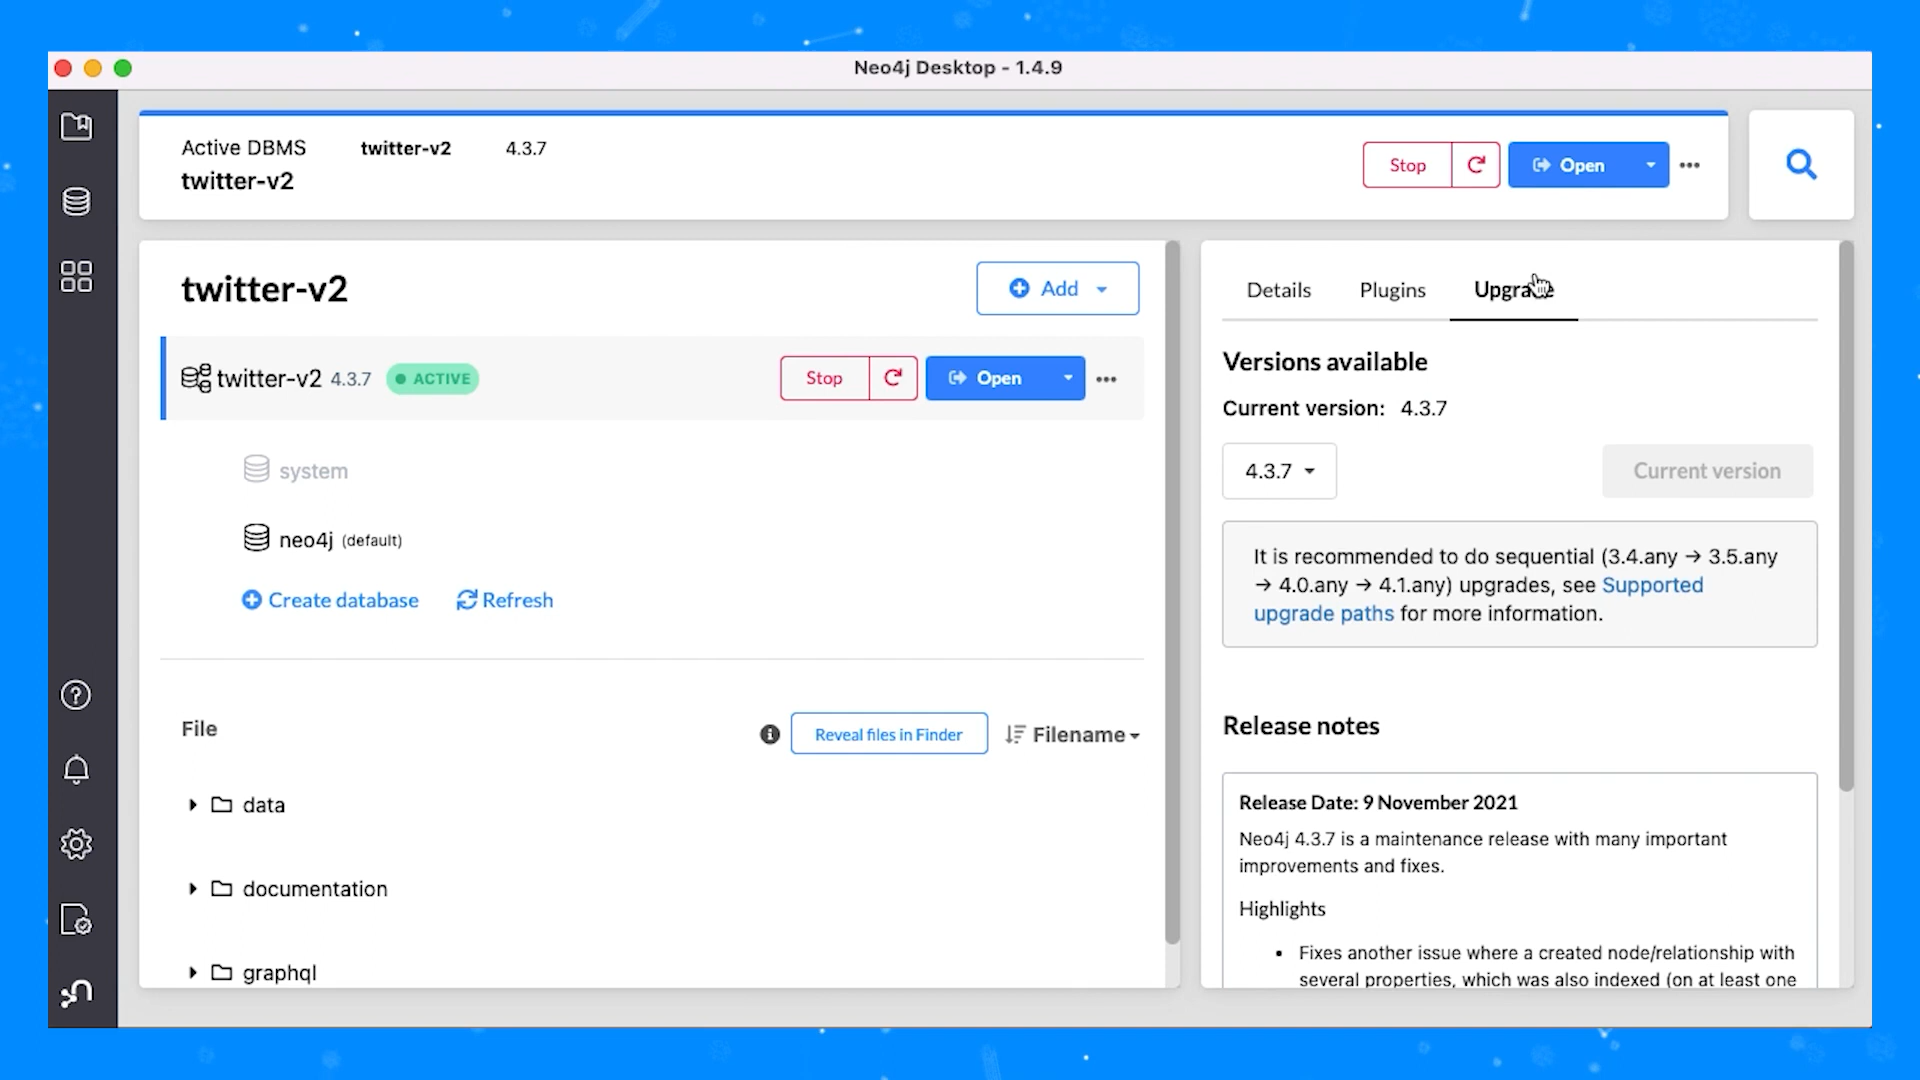 Neo4j Desktop - 1.4.9
Active DBMS twitter-v2 4.3.7
twitter-v2
Stop Open
twitter-v2
Add
twitter-v2 4.3.7 ACTIVE
Stop Open
system
neo4j (default)
Create database Refresh
File
Reveal files in Finder Filename
data
documentation
graphql
Details Plugins Upgrade
Versions available
Current version: 4.3.7
4.3.7 Current version
It is recommended to do sequential (3.4.any → 3.5.any
→ 4.0.any → 4.1.any) upgrades, see Supported
upgrade paths for more information.
Release notes
Release Date: 9 November 2021
Neo4j 4.3.7 is a maintenance release with many important
improvements and fixes.
Highlights
• Fixes another issue where a created node/relationship with
several properties, which was also indexed (on at least one